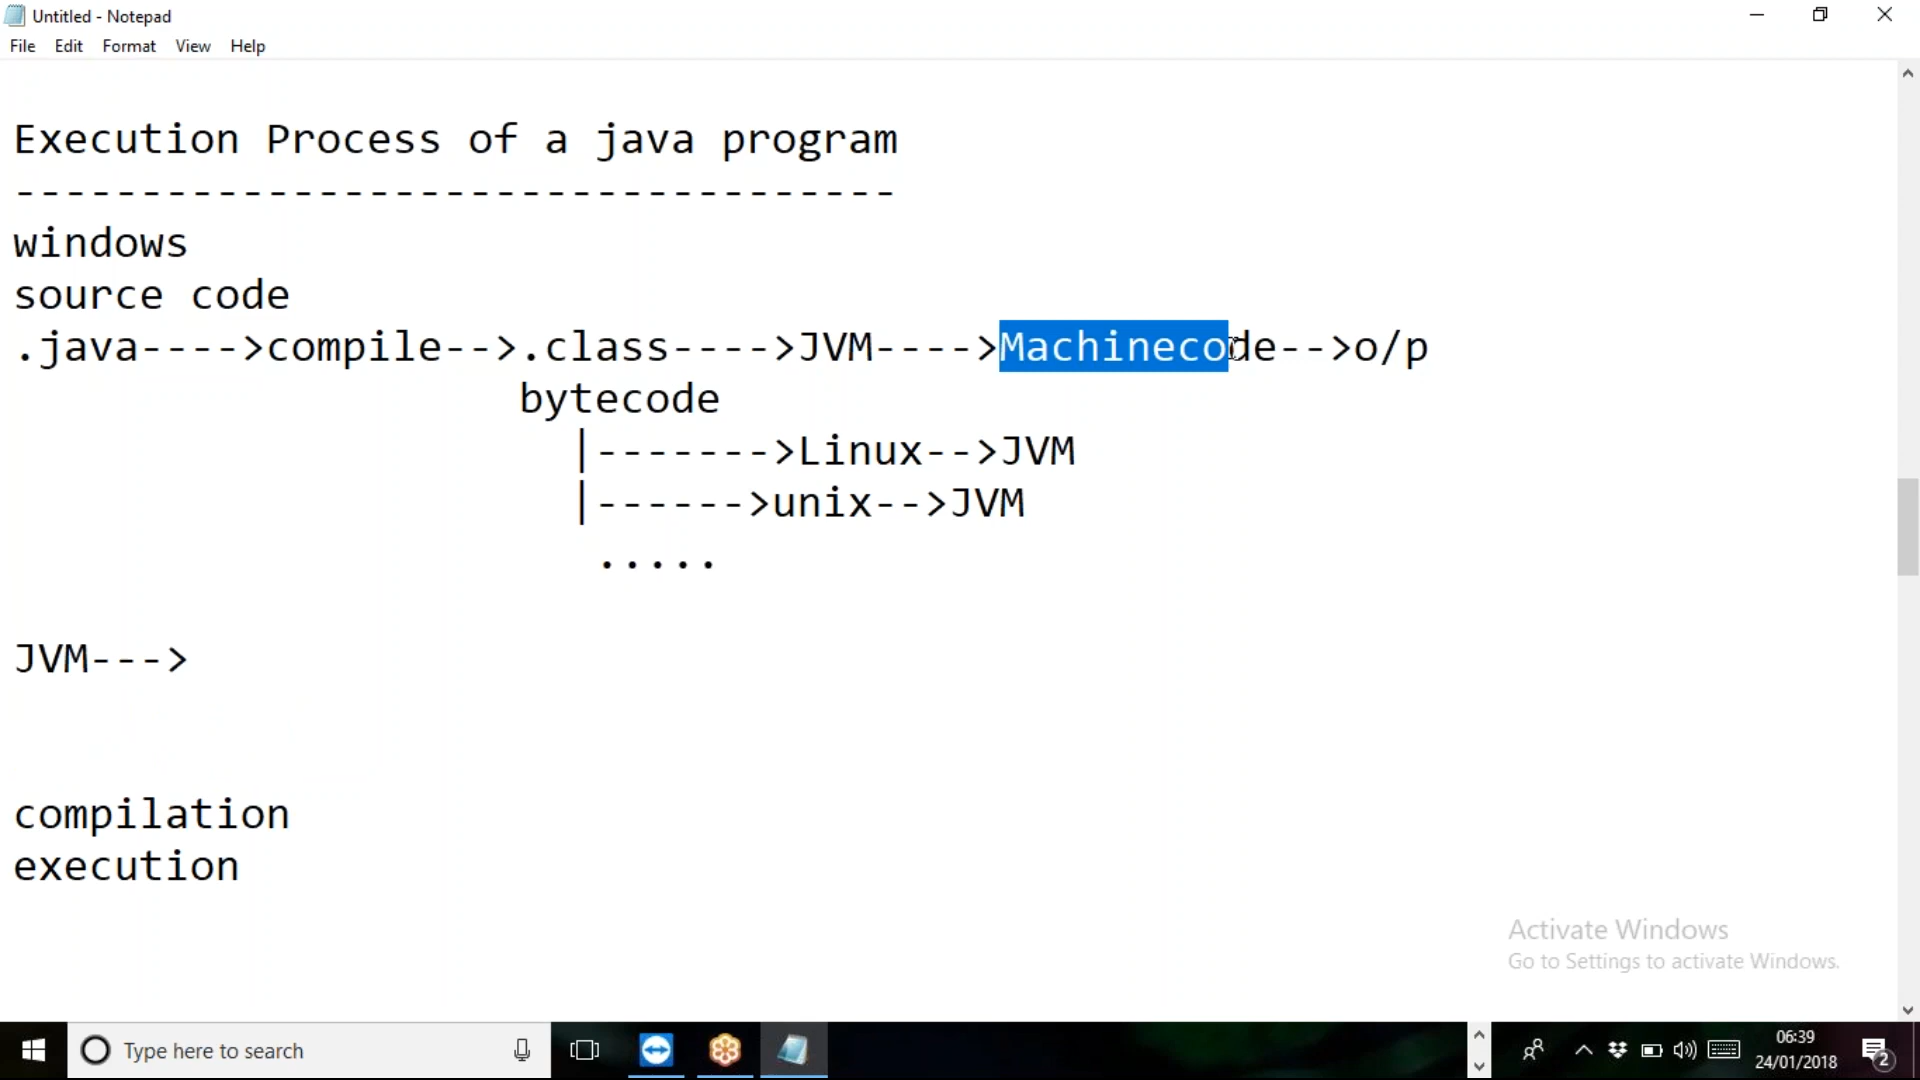 Untitled - Notepad
File Edit Format View Help
Execution Process of a java program
-----------------------------------
windows
source code
.java---->compile-->.class---->JVM---->Machinecode-->o/p
bytecode
|------->Linux-->JVM
|------>unix-->JVM
.....
JVM--->
compilation
execution
Activate Windows
Go to Settings to activate Windows.
Type here to search
06:39
24/01/2018
2